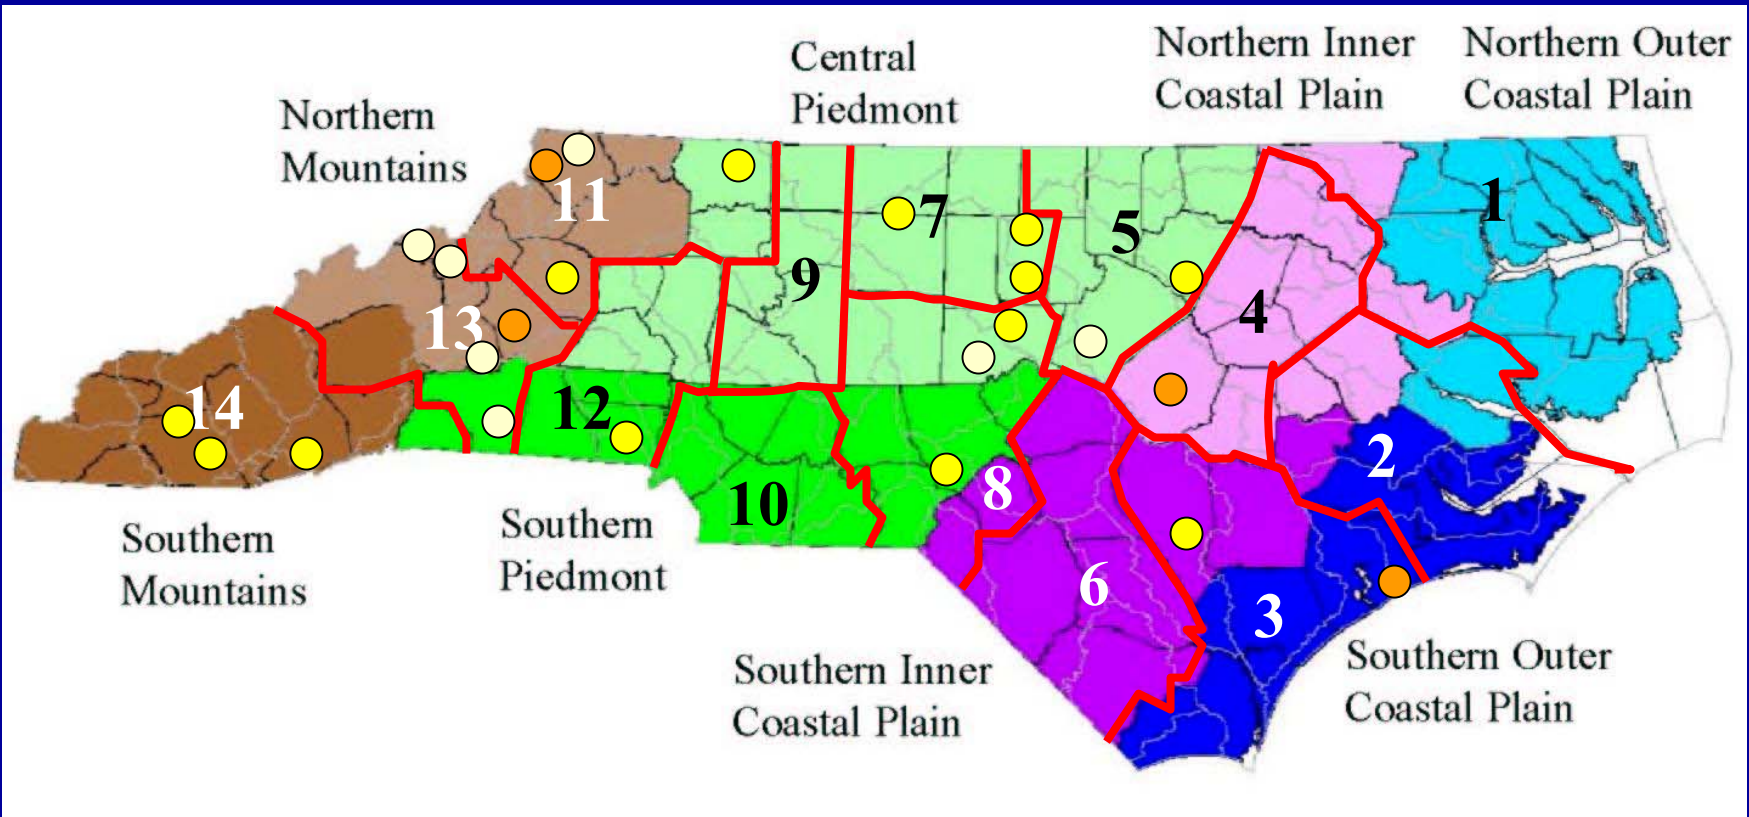 Central
Piedmont
Northern Inner
Coastal Plain
Northern Outer
Coastal Plain
Northern
Mountains
11
7
5
1
9
4
13
14
12
2
10
8
6
3
Southern
Mountains
Southern
Piedmont
Southern Inner
Coastal Plain
Southern Outer
Coastal Plain